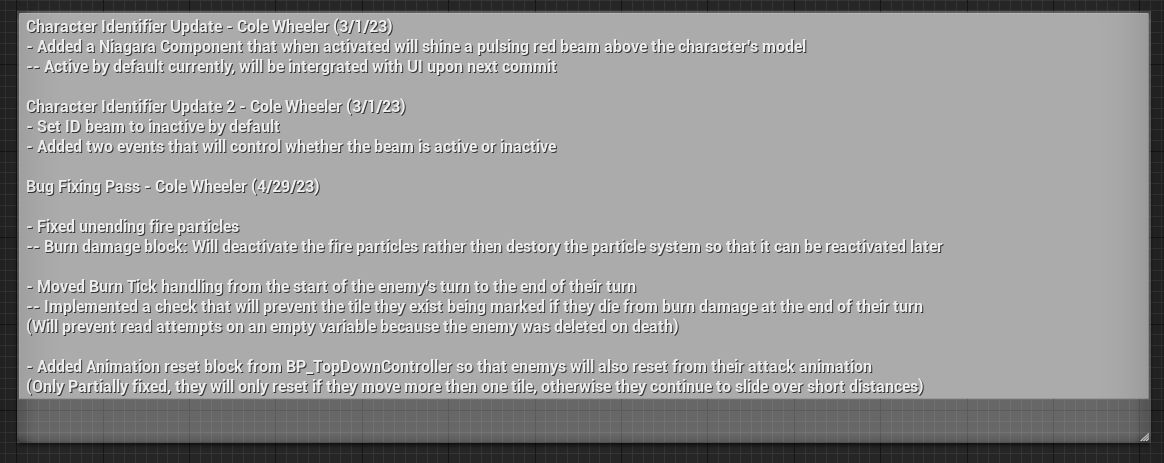 Character Identifier Update - Cole Wheeler (3/1/23)
- Added a Niagara Component that when activated will shine a pulsing red beam above the character's model
-- Active by default currently, will be intergrated with UI upon next commit
Character Identifier Update 2 - Cole Wheeler (3/1/23)
- Set ID beam to inactive by default
- Added two events that will control whether the beam is active or inactive
Bug Fixing Pass - Cole Wheeler (4/29/23)
- Fixed unending fire particles
-- Burn damage block: Will deactivate the fire particles rather then destory the particle system so that it can be reactivated later
- Moved Burn Tick handling from the start of the enemy's turn to the end of their turn
-- Implemented a check that will prevent the tile they exist being marked if they die from burn damage at the end of their turn
(Will prevent read attempts on an empty variable because the enemy was deleted on death)
- Added Animation reset block from BP_TopDownController so that enemys will also reset from their attack animation
(Only Partially fixed, they will only reset if they move more then one tile, otherwise they continue to slide over short distances)